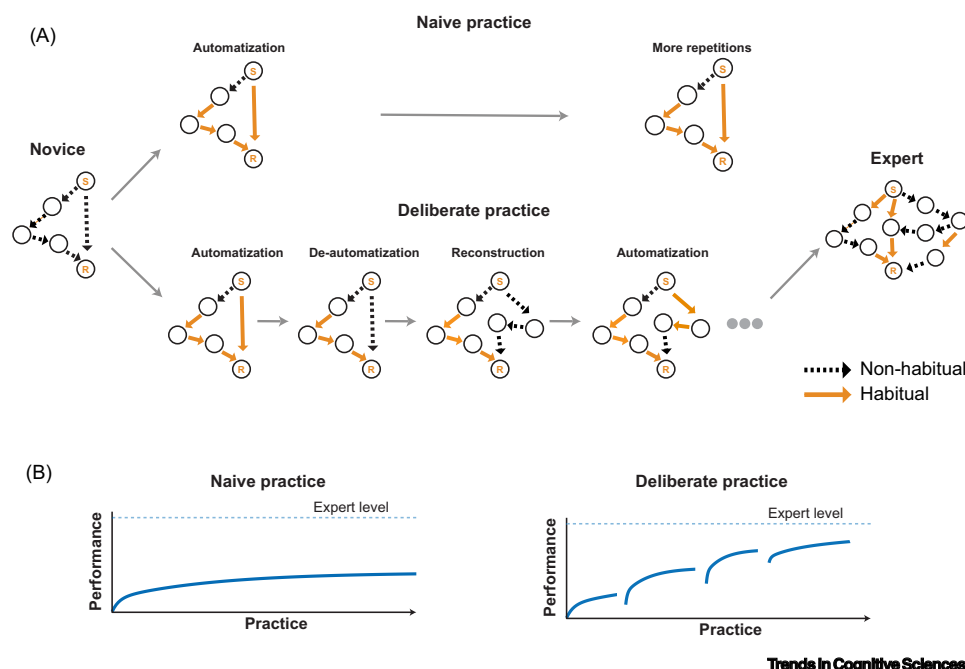 (A)
Naive practice
Automatization
More repetitions
S
S
R
R
Novice
S
R
Expert
S
R
Deliberate practice
Automatization
De-automatization
Reconstruction
Automatization
S
S
S
S
R
R
R
R
Non-habitual
Habitual
(B)
Naive practice
Deliberate practice
Expert level
Expert level
Performance
Performance
Practice
Practice
Trends in Cognitive Sciences